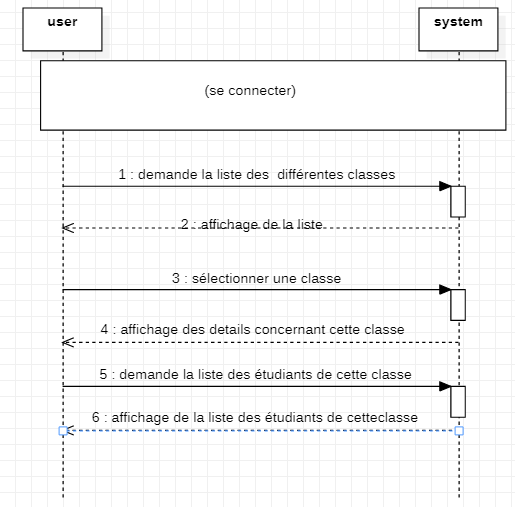 user system
(se connecter)
1 : demande la liste des  différentes classes
2 : affichage de la liste
3 : sélectionner une classe
4 : affichage des details concernant cette classe
5 : demande la liste des étudiants de cette classe
6 : affichage de la liste des étudiants de cetteclasse